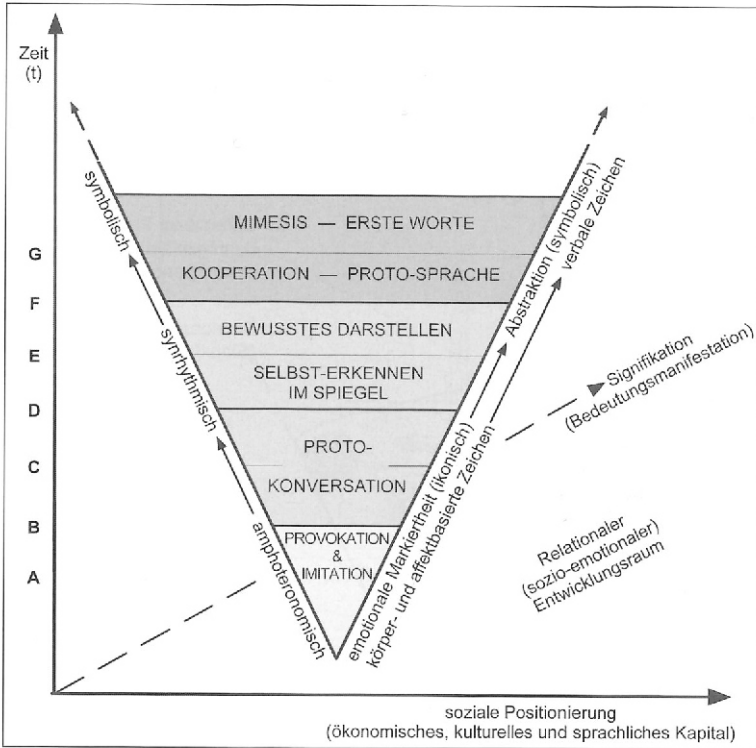 Zeit
(t)
symbolisch
Abstraktion (symbolisch)
verbale Zeichen
MIMESIS — ERSTE WORTE
G
KOOPERATION — PROTO-SPRACHE
F
BEWUSSTES DARSTELLEN
synrhythmisch
E
SELBST-ERKENNEN
IM SPIEGEL
Signifikation
(Bedeutungsmanifestation)
D
PROTO-
C
KONVERSATION
emotionale Markiertheit (ikonisch)
körper- und affektbasierte Zeichen
B
PROVOKATION
&
IMITATION
amphoteronomisch
A
Relationaler
(sozio-emotionaler)
Entwicklungsraum
soziale Positionierung
(ökonomisches, kulturelles und sprachliches Kapital)